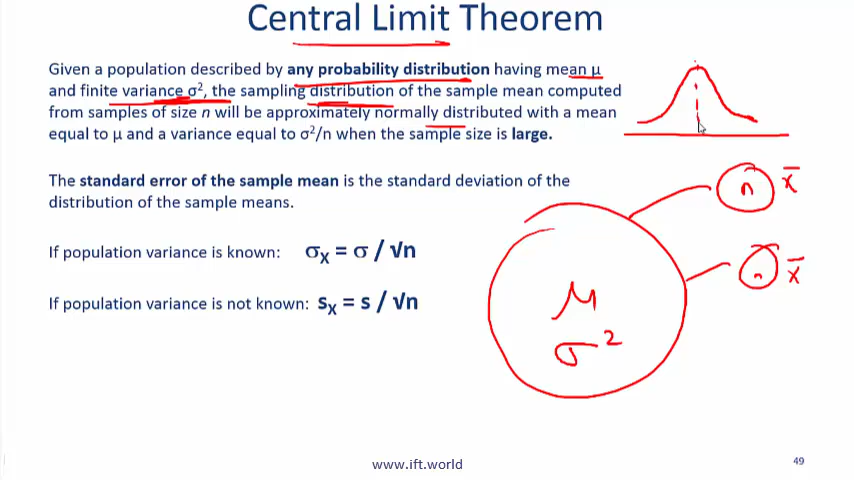 Central Limit Theorem
Given a population described by any probability distribution having mean μ
and finite variance σ², the sampling distribution of the sample mean computed
from samples of size n will be approximately normally distributed with a mean
equal to μ and a variance equal to σ²/n when the sample size is large.
The standard error of the sample mean is the standard deviation of the
distribution of the sample means.
If population variance is known: σₓ = σ / √n
If population variance is not known: sₓ = s / √n
n x̄
n x̄
μ
σ²
www.ift.world
49